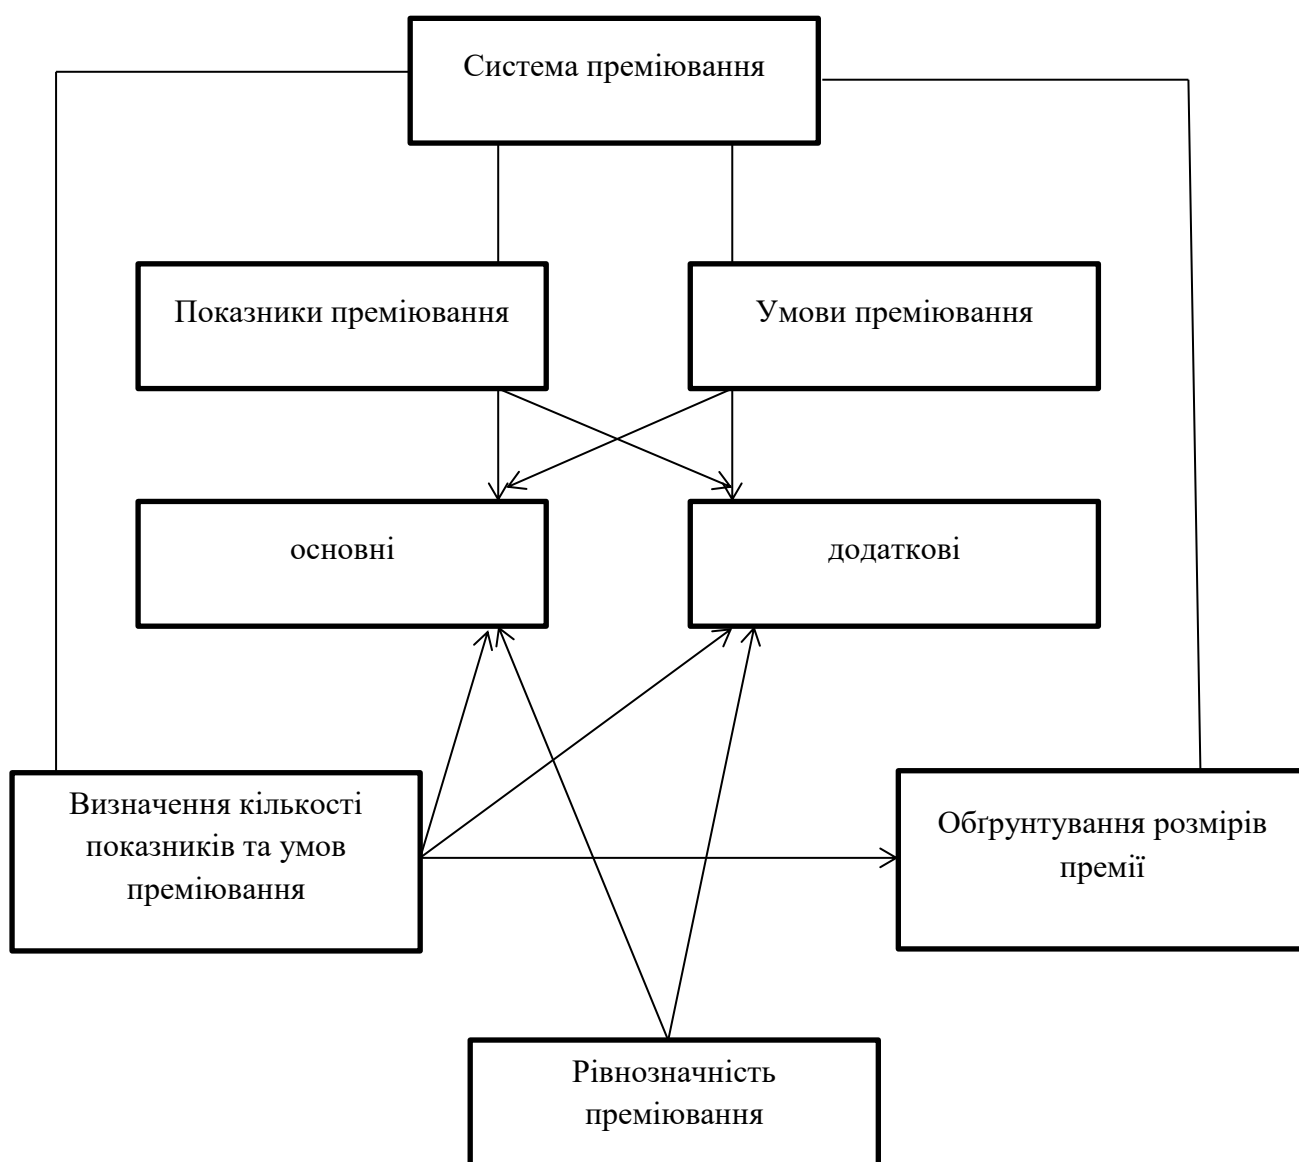 Система преміювання
Показники преміювання
Умови преміювання
основні
додаткові
Визначення кількості
показників та умов
преміювання
Обґрунтування розмірів
премії
Рівнозначність
преміювання